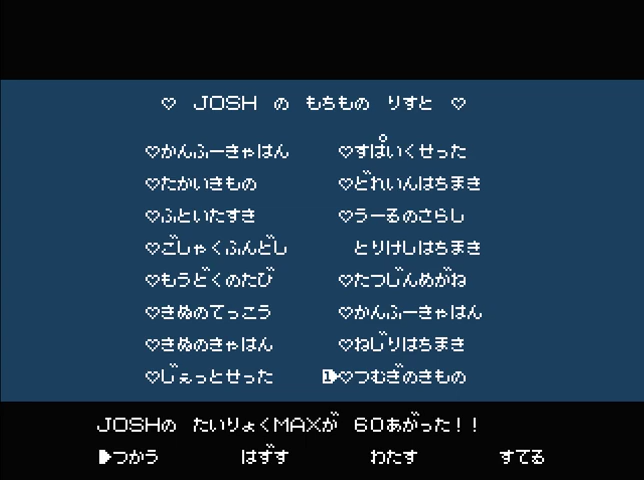 ♡ JOSH の もちもの りすと ♡
♡かんふーきゃはん ♡すぱいくせった
♡たかいきもの ♡どれいんはちまき
♡ふといたすき ♡うーるのさらし
♡ごしゃくふんどし とりけしはちまき
♡もうどくのたび ♡たつじんめがね
♡きぬのてっこう ♡かんふーきゃはん
♡きぬのきゃはん ♡ねじりはちまき
♡じぇっとせった 1♡つむぎのきもの
JOSHの たいりょくMAXが 60あがった!!
つかう はずす わたす すてる